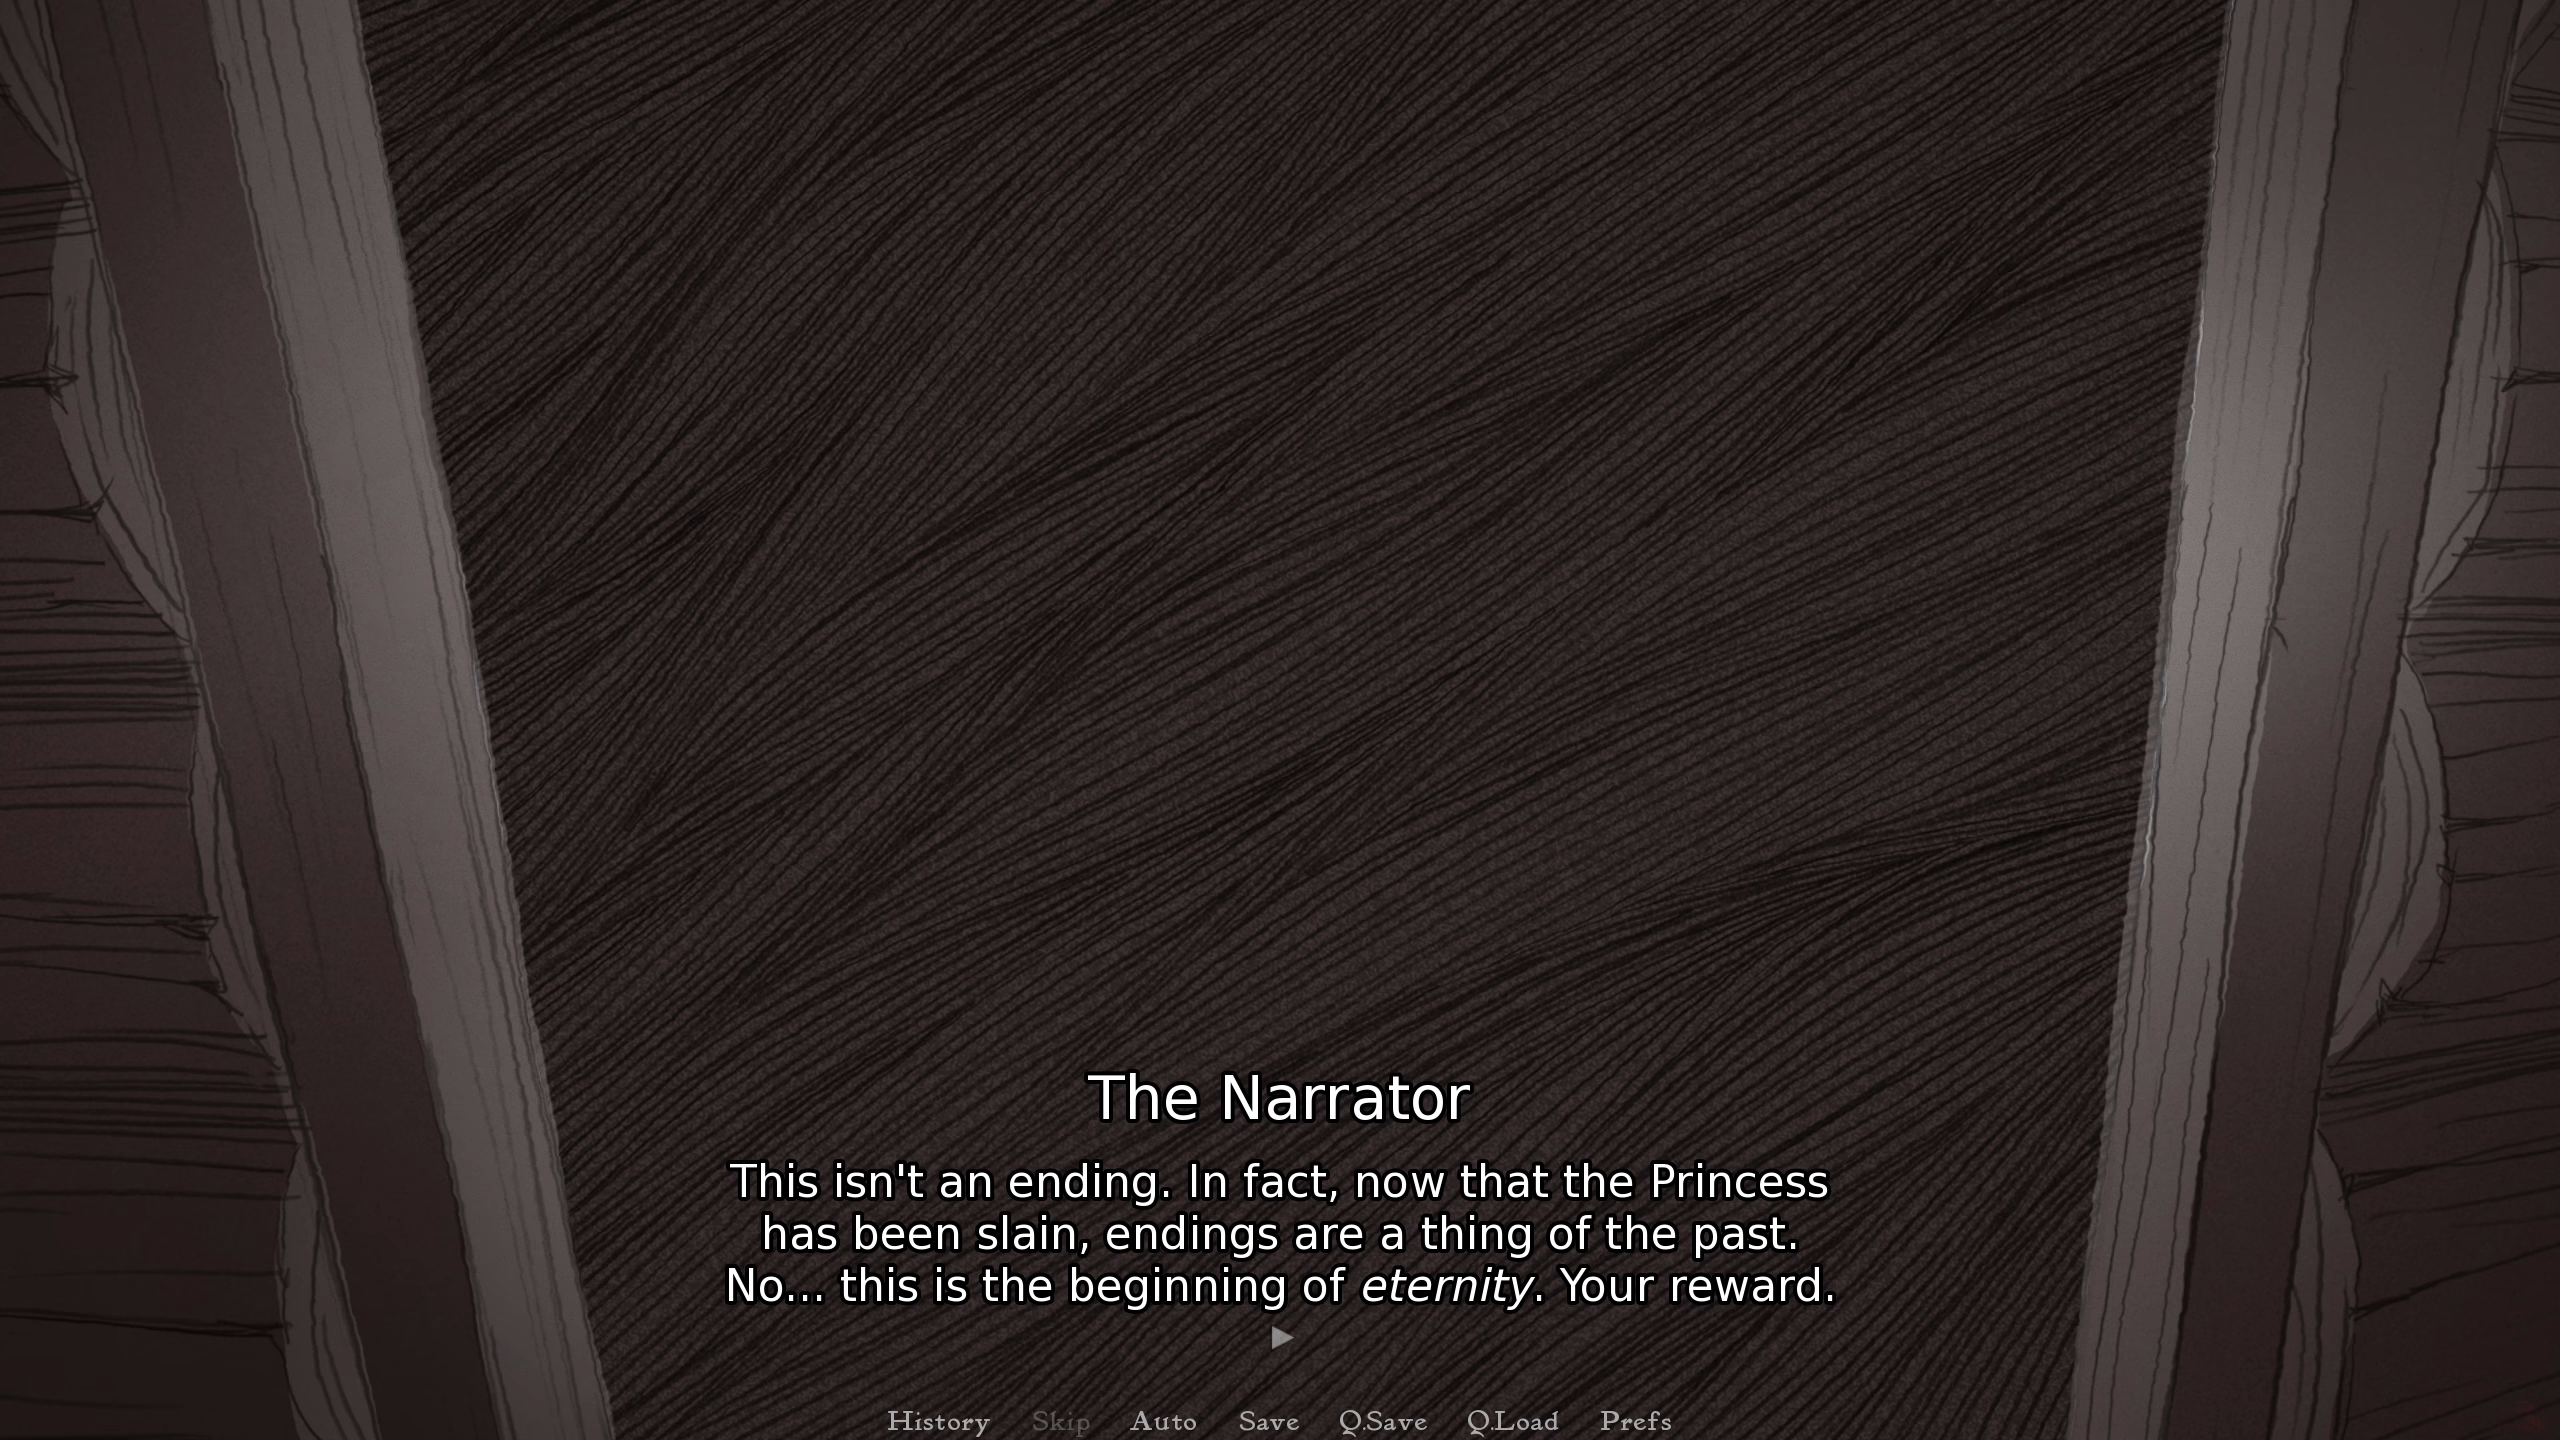 The Narrator
This isn't an ending. In fact, now that the Princess
has been slain, endings are a thing of the past.
No... this is the beginning of eternity. Your reward.
History Skip Auto Save Q.Save Q.Load Prefs